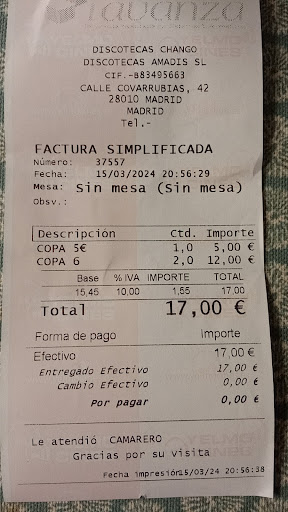 avanza
DISCOTECAS CHANGO
DISCOTECAS AMADIS SL
CIF.-B83495663
CALLE COVARRUBIAS, 42
28010 MADRID
MADRID
Tel.-
FACTURA SIMPLIFICADA
Número: 37557
Fecha: 15/03/2024 20:56:29
Mesa: Sin mesa (Sin mesa)
Obsv.:
Descripción Ctd. Importe
COPA 5€ 1,0 5,00 €
COPA 6 2,0 12,00 €
Base % IVA IMPORTE TOTAL
15,45 10,00 1,55 17,00
Total 17,00 €
Forma de pago Importe
Efectivo 17,00 €
Entregado Efectivo 17,00 €
Cambio Efectivo 0,00 €
Por pagar 0,00 €
Le atendió CAMARERO
Gracias por su visita
Fecha impresión15/03/24 20:56:38